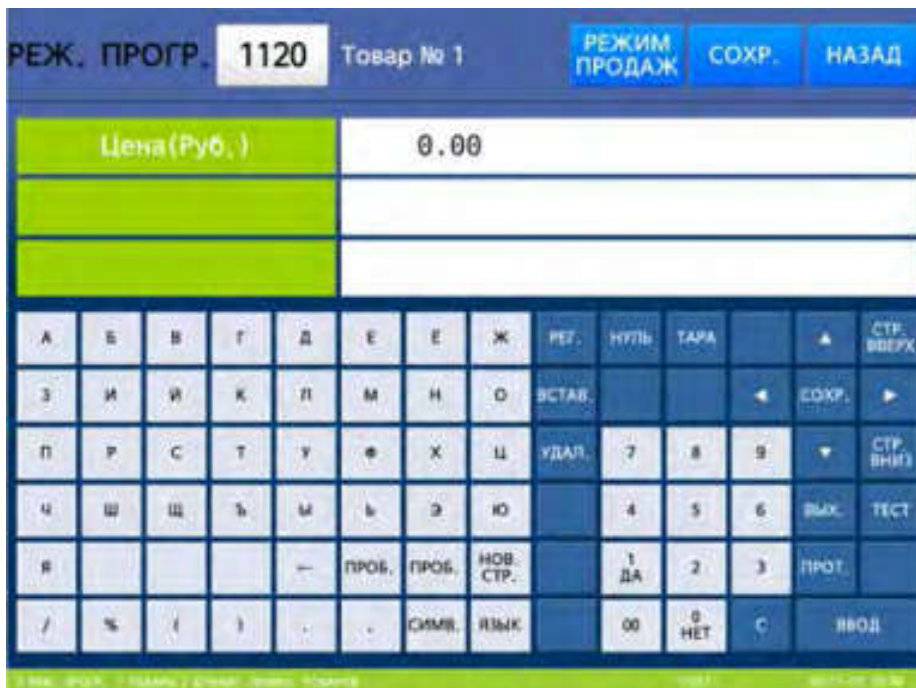 РЕЖ. ПРОГР. 1120 Товар № 1 РЕЖИМ ПРОДАЖ СОХР. НАЗАД
Цена(Руб.) 0.00
А Б В Г Д Е Ё Ж РЕГ. НУЛЬ ТАРА ▲ СТР. ВВЕРХ
З И Й К Л М Н О ВСТАВ. ◀ СОХР. ▶
П Р С Т У Ф Х Ц УДАЛ. 7 8 9 ▼ СТР. ВНИЗ
Ч Ш Щ Ъ Ы Ь Э Ю 4 5 6 ВЫХ. ТЕСТ
Я ← ПРОБ. ПРОБ. НОВ. СТР. 1 ДА 2 3 ПРОТ.
/ % ( ) СИМВ. ЯЗЫК 00 0 НЕТ С ВВОД